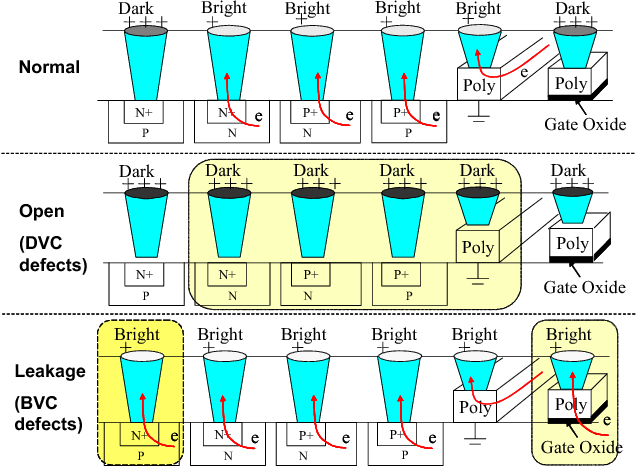 Dark Bright Bright Bright Bright Dark
+ + + + + + + + + +
Normal
e
Poly Poly
N+ N+ e P+ e P+ e
P N N P
Gate Oxide
Dark Dark Dark Dark Dark Dark
+ + + + + + + + + + + + + + + + + +
Open
(DVC
defects)
Poly
Poly
N+ N+ P+ P+
P N N P
Gate Oxide
Bright Bright Bright Bright Bright Bright
+ + + + + +
Leakage
(BVC
defects)
Poly Poly
N+ e N+ e P+ e P+ e e
P N N P
Gate Oxide